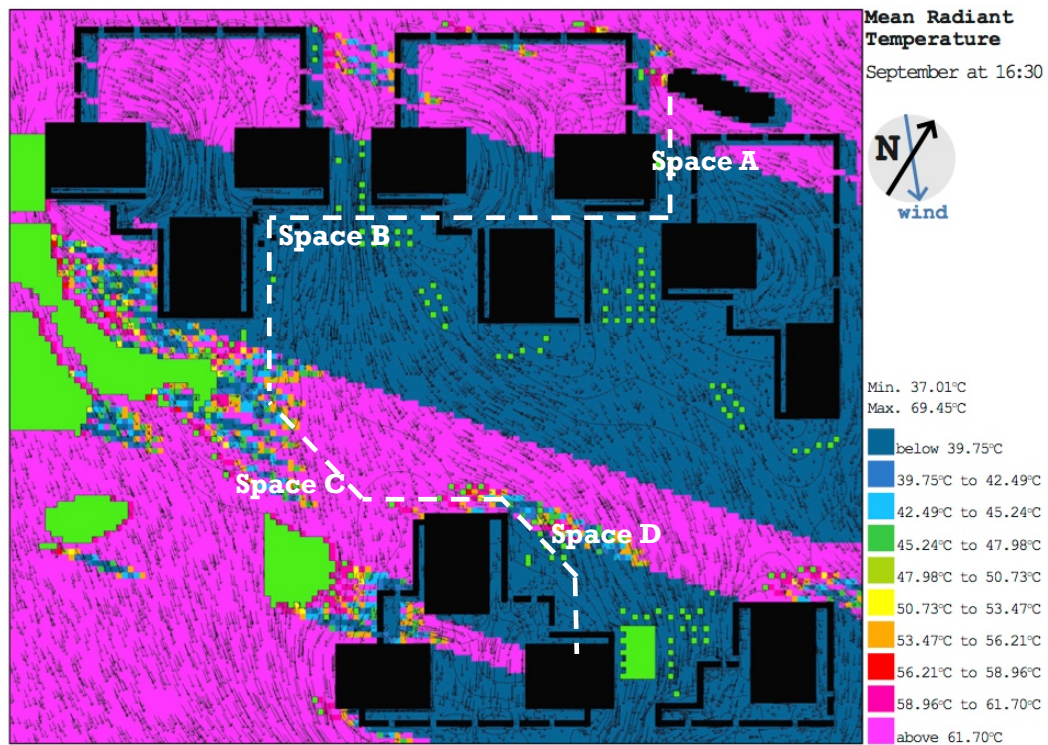 Mean Radiant
Temperature
September at 16:30
N
wind
Space A
Space B
Space C
Space D
Min. 37.01°C
Max. 69.45°C
below 39.75°C
39.75°C to 42.49°C
42.49°C to 45.24°C
45.24°C to 47.98°C
47.98°C to 50.73°C
50.73°C to 53.47°C
53.47°C to 56.21°C
56.21°C to 58.96°C
58.96°C to 61.70°C
above 61.70°C